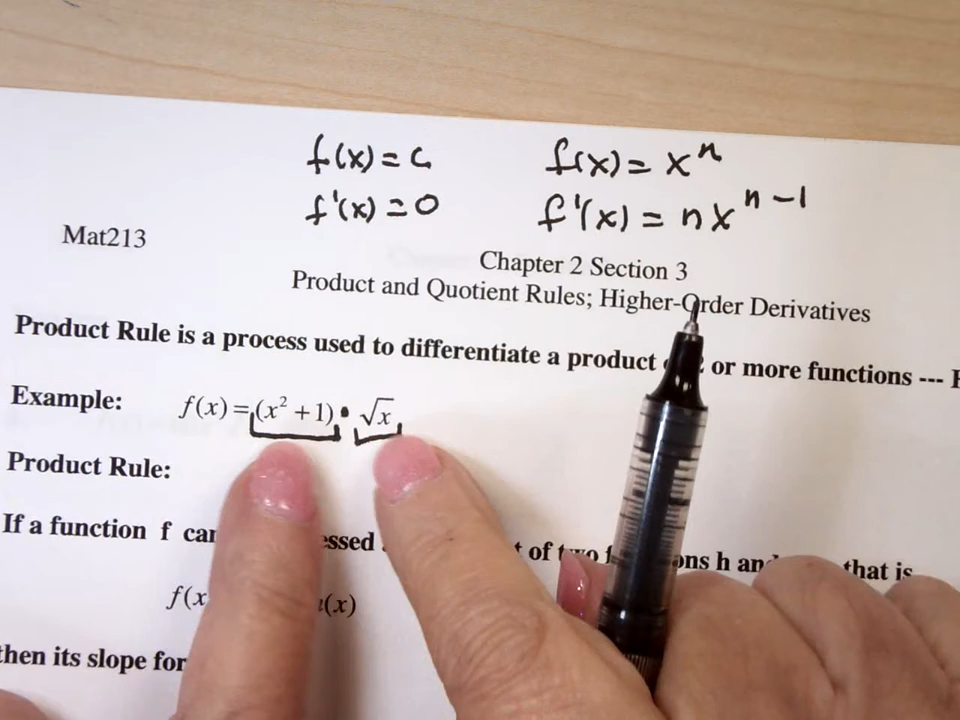 f(x) = c
f'(x) = 0
f(x) = x^n
f'(x) = nx^{n-1}
Mat213
Chapter 2 Section 3
Product and Quotient Rules; Higher-Order Derivatives
Product Rule is a process used to differentiate a product or more functions ---
Example: f(x) = (x² + 1) • √x
Product Rule:
If a function f of two h that is
f(x (x)
then its slope for